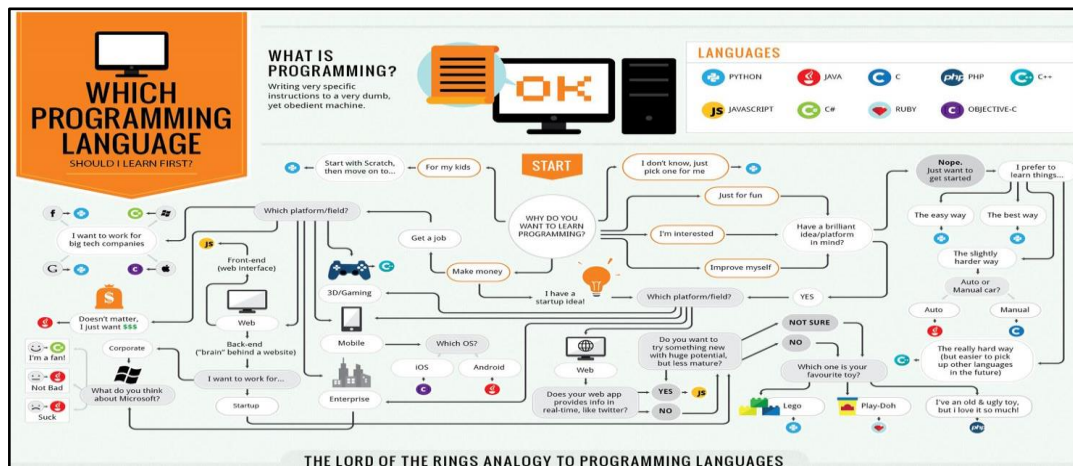 WHICH
PROGRAMMING
LANGUAGE
SHOULD I LEARN FIRST?
WHAT IS
PROGRAMMING?
Writing very specific
instructions to a very dumb,
yet obedient machine.
OK
LANGUAGES
PYTHON
JAVA
C
php PHP
C++
JS JAVASCRIPT
C#
RUBY
OBJECTIVE-C
START
Start with Scratch,
then move on to...
For my kids
I don't know, just
pick one for me
Nope.
Just want to
get started
I prefer to
learn things...
Just for fun
Which platform/field?
WHY DO YOU
WANT TO LEARN
PROGRAMMING?
I'm interested
Have a brilliant
idea/platform
in mind?
The easy way
The best way
I want to work for
big tech companies
Get a job
JS
Front-end
(web interface)
Make money
Improve myself
The slightly
harder way
Auto or
Manual car?
I have a
startup idea!
Which platform/field?
YES
3D/Gaming
Doesn't matter,
I just want $$$
Web
Auto
Manual
NOT SURE
NO
Do you want
to try something new
with huge potential,
but less mature?
Mobile
Which OS?
iOS
Android
Web
I'm a fan!
Not Bad
Suck
Corporate
Back-end
("brain" behind a website)
What do you think
about Microsoft?
I want to work for...
Startup
Enterprise
Does your web app
provides info in
real-time, like twitter?
YES
JS
NO
The really hard way
(but easier to pick
up other languages
in the future)
Which one is your
favourite toy?
Lego
Play-Doh
I've an old & ugly toy,
but i love it so much!
php
THE LORD OF THE RINGS ANALOGY TO PROGRAMMING LANGUAGES